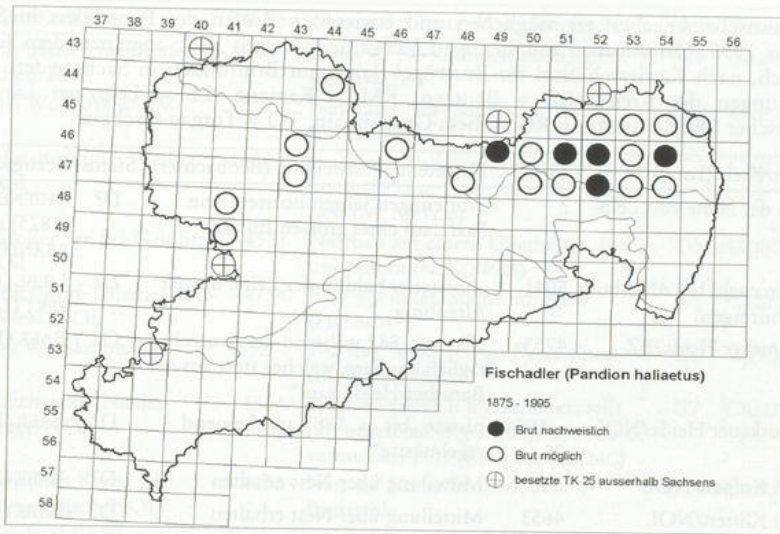 37 38 39 40 41 42 43 44 45 46 47 48 49 50 51 52 53 54 55 56
43
44
45
46
47
48
49
50
51
52
53
54
55
56
57
58
Fischadler (Pandion haliaetus)
1875 - 1995
Brut nachweislich
Brut möglich
besetzte TK 25 ausserhalb Sachsens